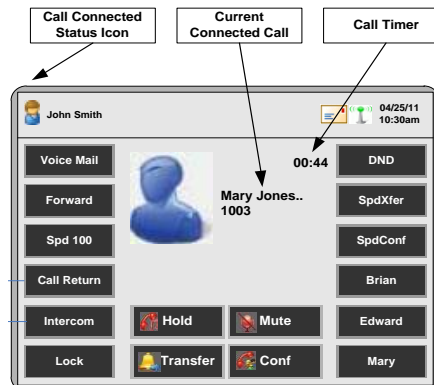 Call Connected
Status Icon
Current
Connected Call
Call Timer
John Smith
04/25/11
10:30am
Voice Mail
00:44
DND
Forward
Mary Jones..
1003
SpdXfer
Spd 100
SpdConf
Call Return
Brian
Intercom
Hold
Mute
Edward
Lock
Transfer
Conf
Mary